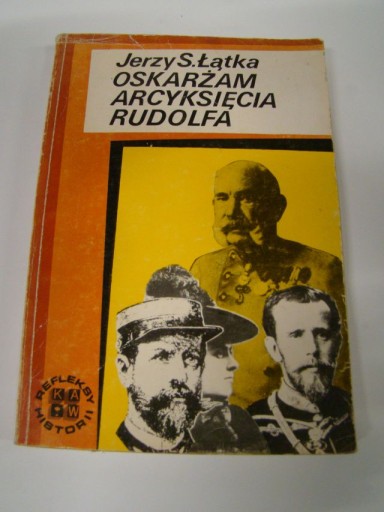 Jerzy S. Łątka
OSKARŻAM
ARCYKSIĘCIA
RUDOLFA
REFLEKSY
KAW
HISTORII